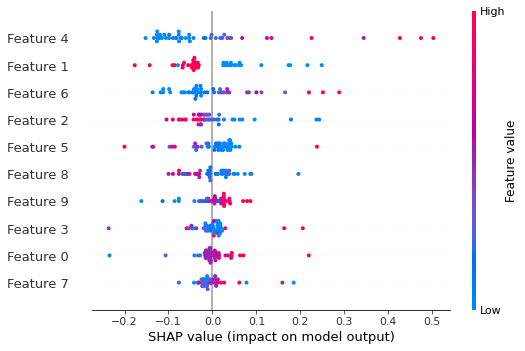 High
Feature 4
Feature 1
Feature 6
Feature 2
Feature 5
Feature 8
Feature 9
Feature 3
Feature 0
Feature 7
Feature value
Low
−0.2 −0.1 0.0 0.1 0.2 0.3 0.4 0.5
SHAP value (impact on model output)